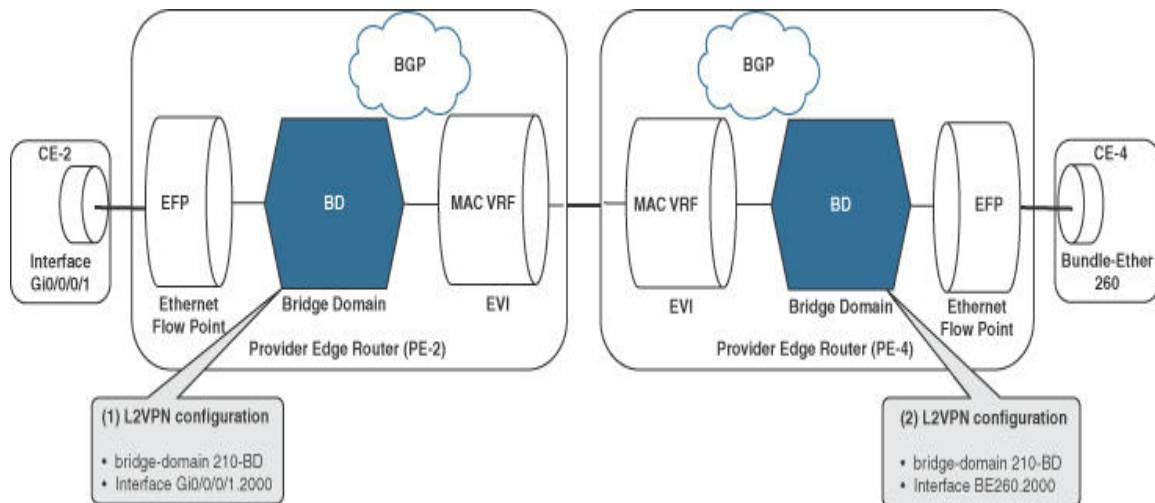 BGP
BGP
CE-2
CE-4
EFP
BD
MAC VRF
MAC VRF
BD
EFP
Interface
Gi0/0/0/1
Bundle-Ether
260
Ethernet
Flow Point
Bridge Domain
EVI
EVI
Bridge Domain
Ethernet
Flow Point
Provider Edge Router (PE-2)
Provider Edge Router (PE-4)
(1) L2VPN configuration
• bridge-domain 210-BD
• Interface Gi0/0/0/1.2000
(2) L2VPN configuration
• bridge-domain 210-BD
• Interface BE260.2000